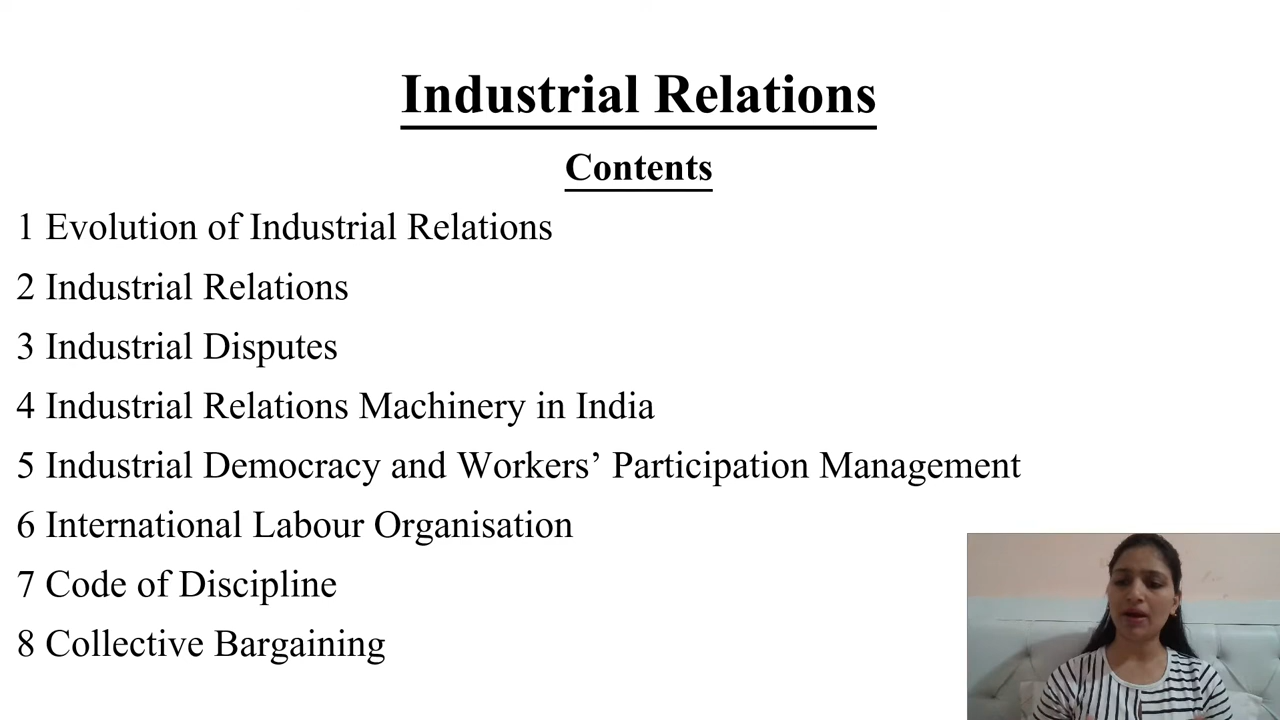 Industrial Relations
Contents
1 Evolution of Industrial Relations
2 Industrial Relations
3 Industrial Disputes
4 Industrial Relations Machinery in India
5 Industrial Democracy and Workers’ Participation Management
6 International Labour Organisation
7 Code of Discipline
8 Collective Bargaining